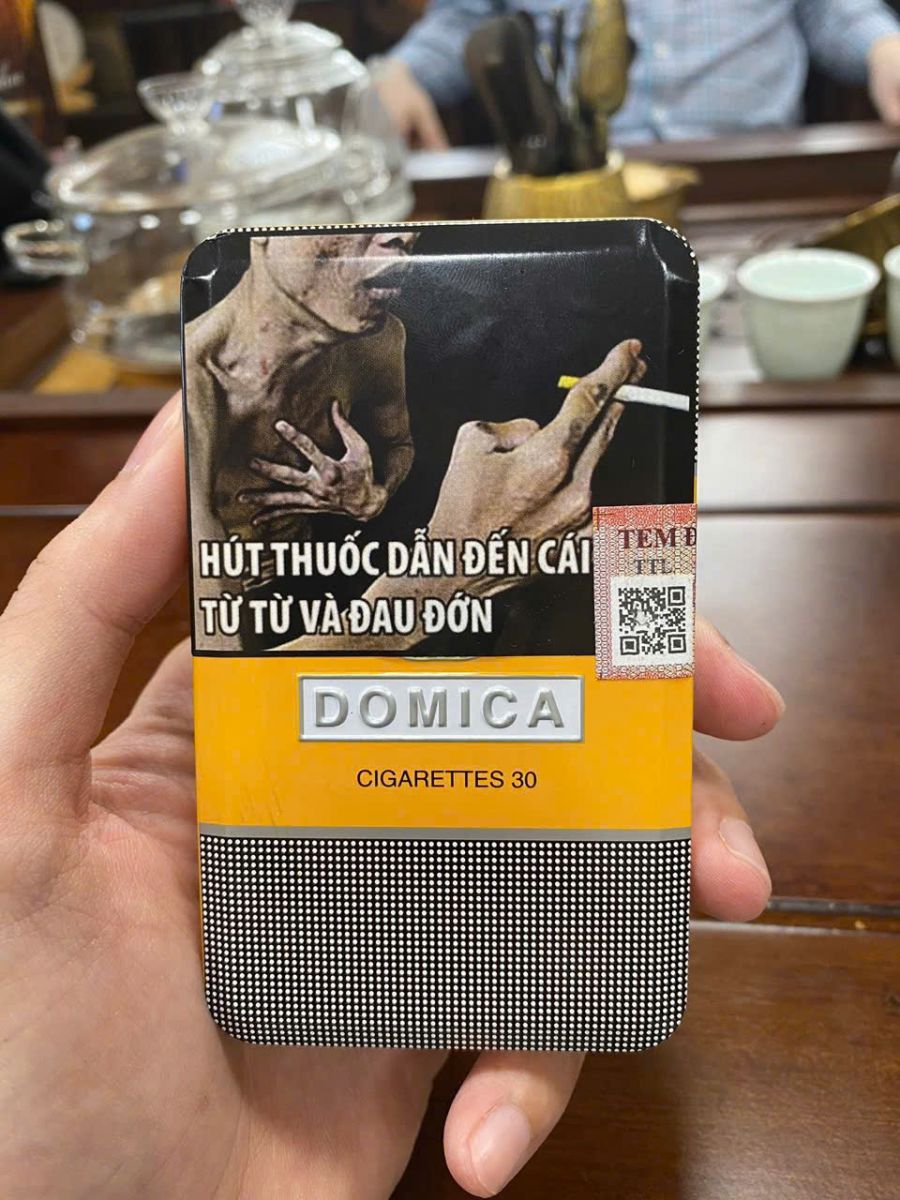 HÚT THUỐC DẪN ĐẾN CÁI
TỪ TỪ VÀ ĐAU ĐỚN
TEM
TTL
DOMICA
CIGARETTES 30